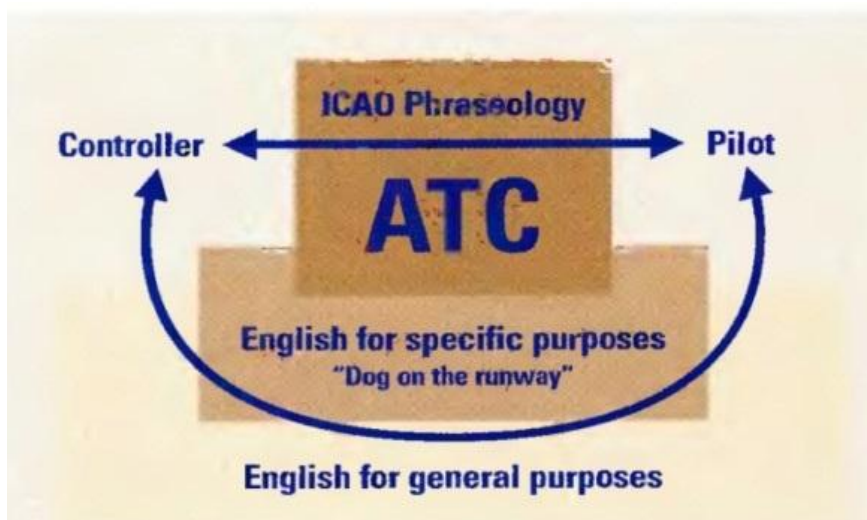 ICAO Phraseology
Controller
Pilot
ATC
English for specific purposes
"Dog on the runway"
English for general purposes